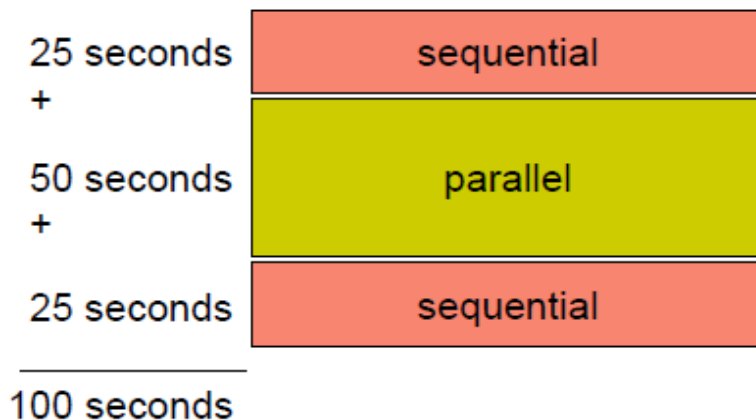 25 seconds sequential
+
50 seconds parallel
+
25 seconds sequential
100 seconds